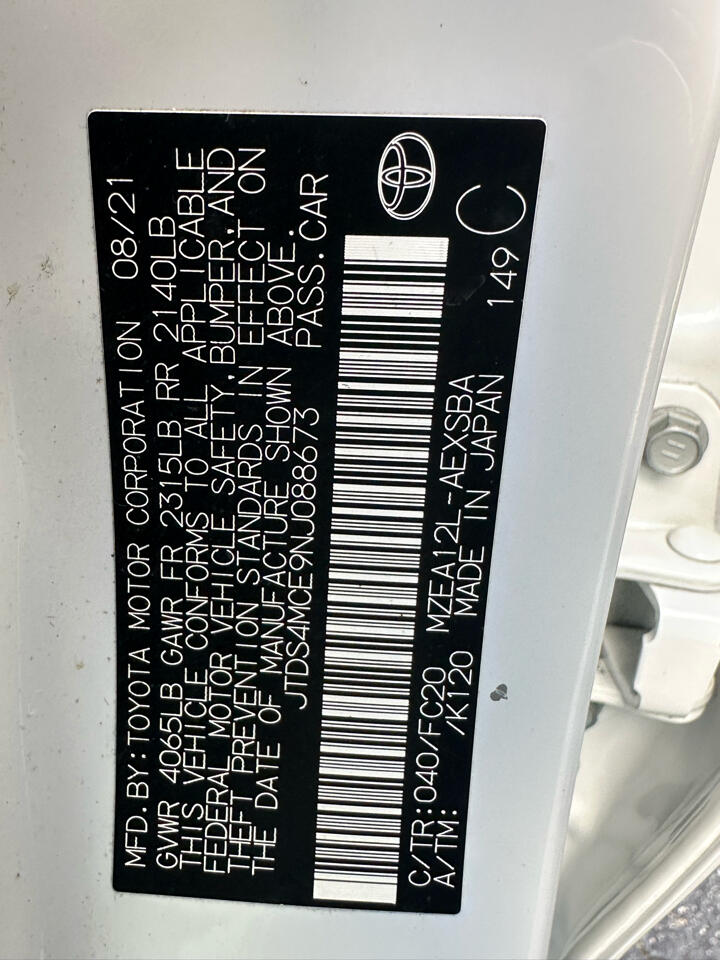 MFD. BY: TOYOTA MOTOR CORPORATION 08/21
GVWR 4065LB GAWR FR 2315LB RR 2140LB
THIS VEHICLE CONFORMS TO ALL APPLICABLE
FEDERAL MOTOR VEHICLE SAFETY, BUMPER, AND
THEFT PREVENTION STANDARDS IN EFFECT ON
THE DATE OF MANUFACTURE SHOWN ABOVE.
JTDS4MCE9NJ088673 PASS. CAR
C/TR: 040/FC20 MZEA12L-AEXSBA
A/TM: /K120 MADE IN JAPAN
149 C